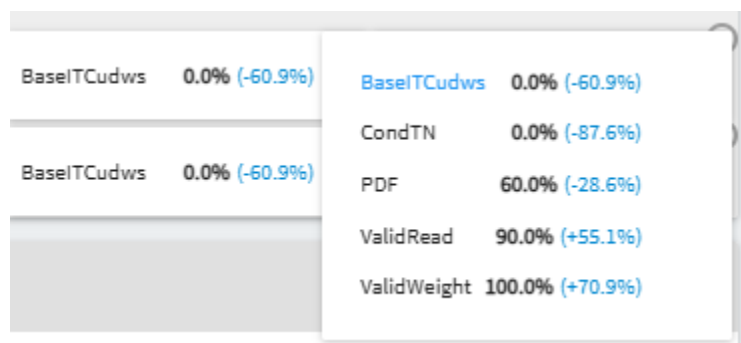 BaseITCudws 0.0% (-60.9%)
BaseITCudws 0.0% (-60.9%)
BaseITCudws 0.0% (-60.9%)
CondTN 0.0% (-87.6%)
PDF 60.0% (-28.6%)
ValidRead 90.0% (+55.1%)
ValidWeight 100.0% (+70.9%)